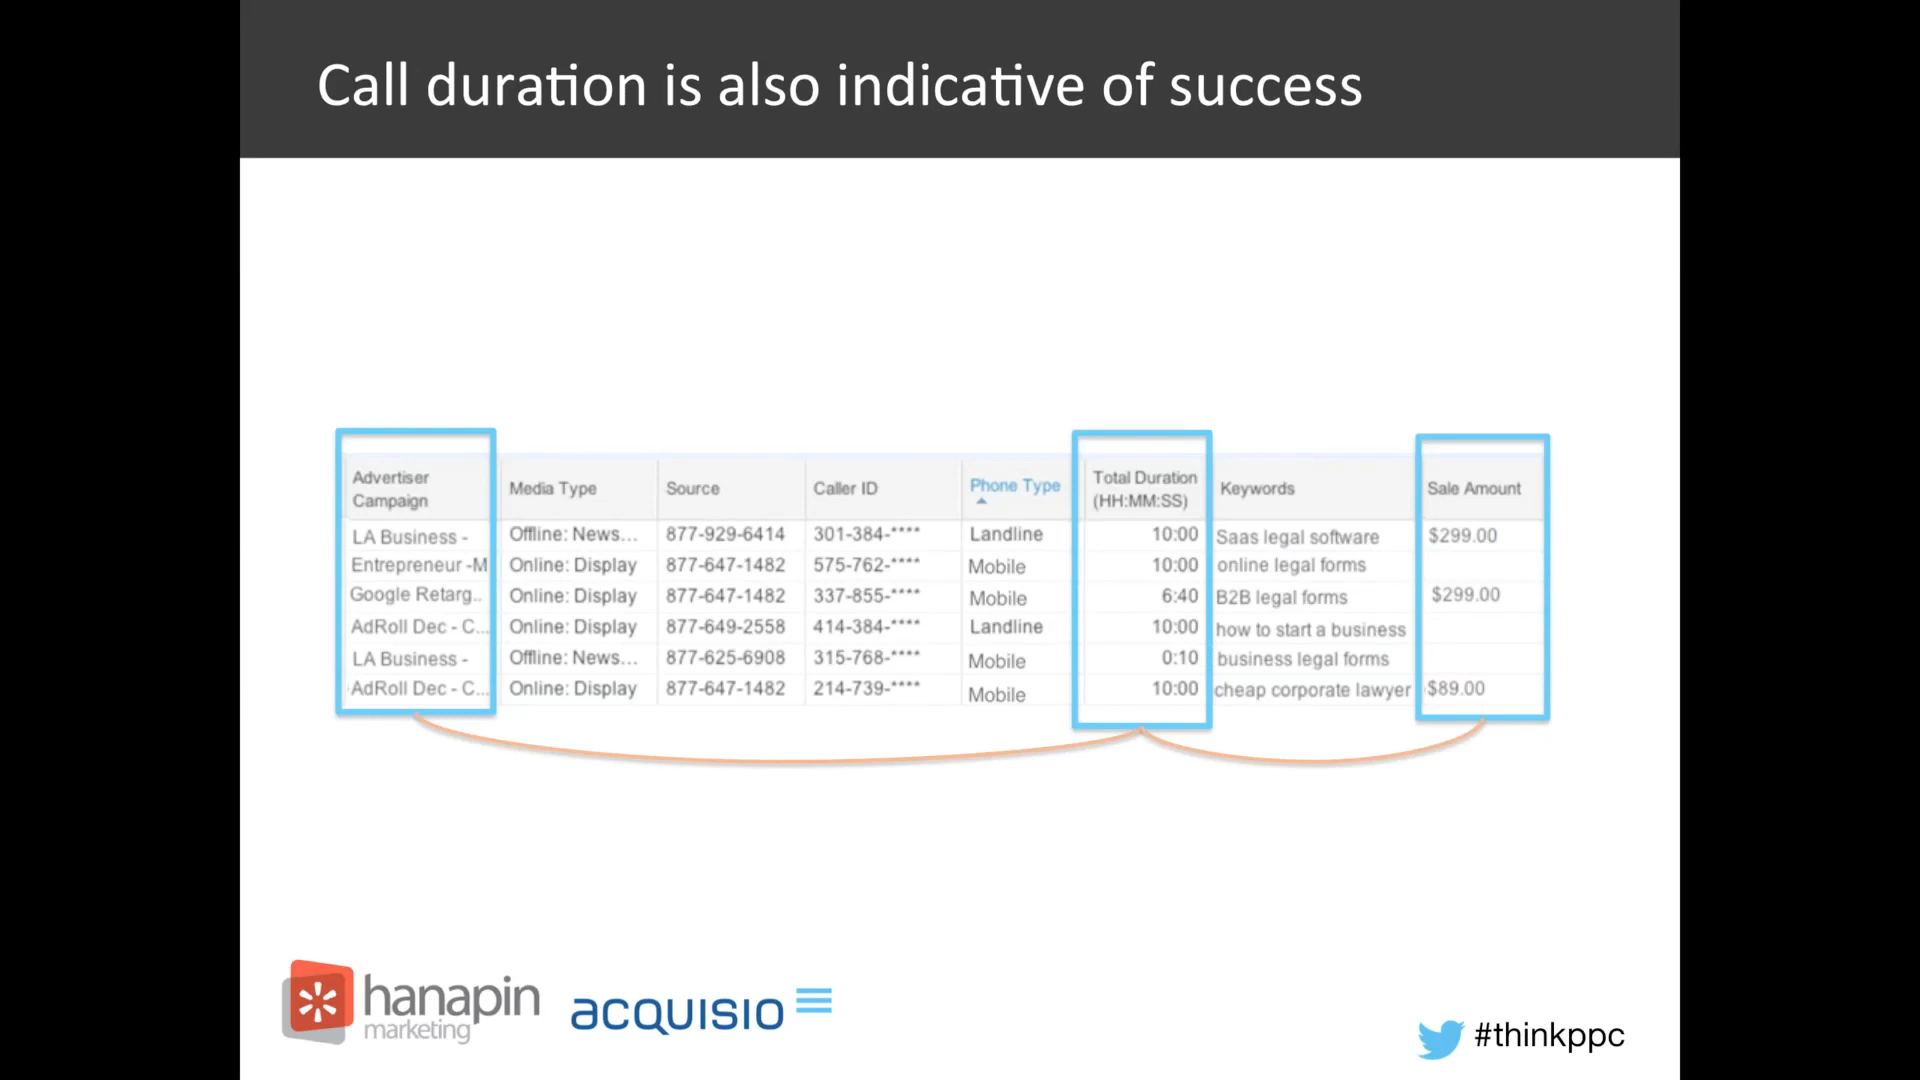 Call duration is also indicative of success
Advertiser Campaign Media Type Source Caller ID Phone Type Total Duration (HH:MM:SS) Keywords Sale Amount
LA Business - Offline: News... 877-929-6414 301-384-**** Landline 10:00 Saas legal software $299.00
Entrepreneur -M Online: Display 877-647-1482 575-762-**** Mobile 10:00 online legal forms
Google Retarg.. Online: Display 877-647-1482 337-855-**** Mobile 6:40 B2B legal forms $299.00
AdRoll Dec - C... Online: Display 877-649-2558 414-384-**** Landline 10:00 how to start a business
LA Business - Offline: News... 877-625-6908 315-768-**** Mobile 0:10 business legal forms
AdRoll Dec - C... Online: Display 877-647-1482 214-739-**** Mobile 10:00 cheap corporate lawyer $89.00
hanapin
marketing
acquisio
#thinkppc